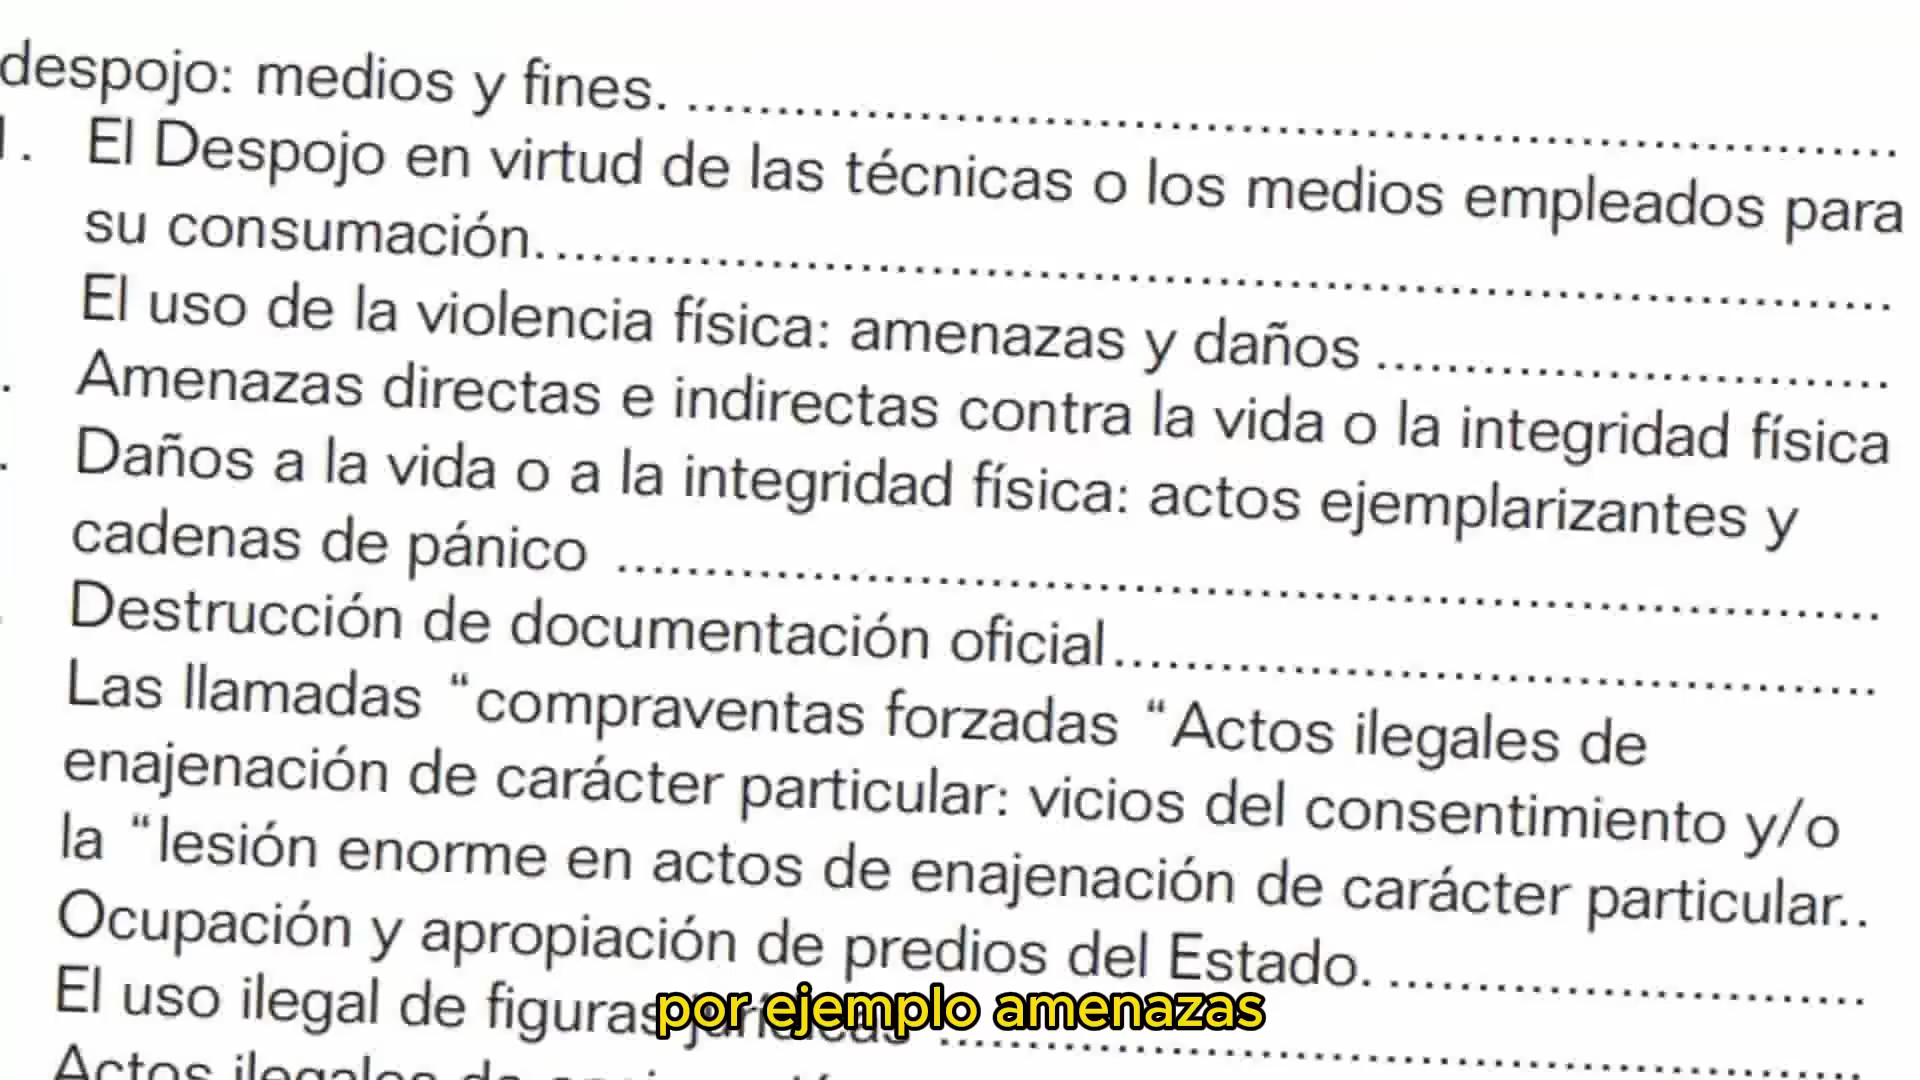 despojo: medios y fines. ........................................
1. El Despojo en virtud de las técnicas o los medios empleados para
su consumación. ........................................
El uso de la violencia física: amenazas y daños ....................
. Amenazas directas e indirectas contra la vida o la integridad física
. Daños a la vida o a la integridad física: actos ejemplarizantes y
cadenas de pánico ........................................
Destrucción de documentación oficial ..............................
Las llamadas “compraventas forzadas “Actos ilegales de
enajenación de carácter particular: vicios del consentimiento y/o
la “lesión enorme en actos de enajenación de carácter particular..
Ocupación y apropiación de predios del Estado. ....................
El uso ilegal de figuras ....................
por ejemplo amenazas
Actos ilegales de